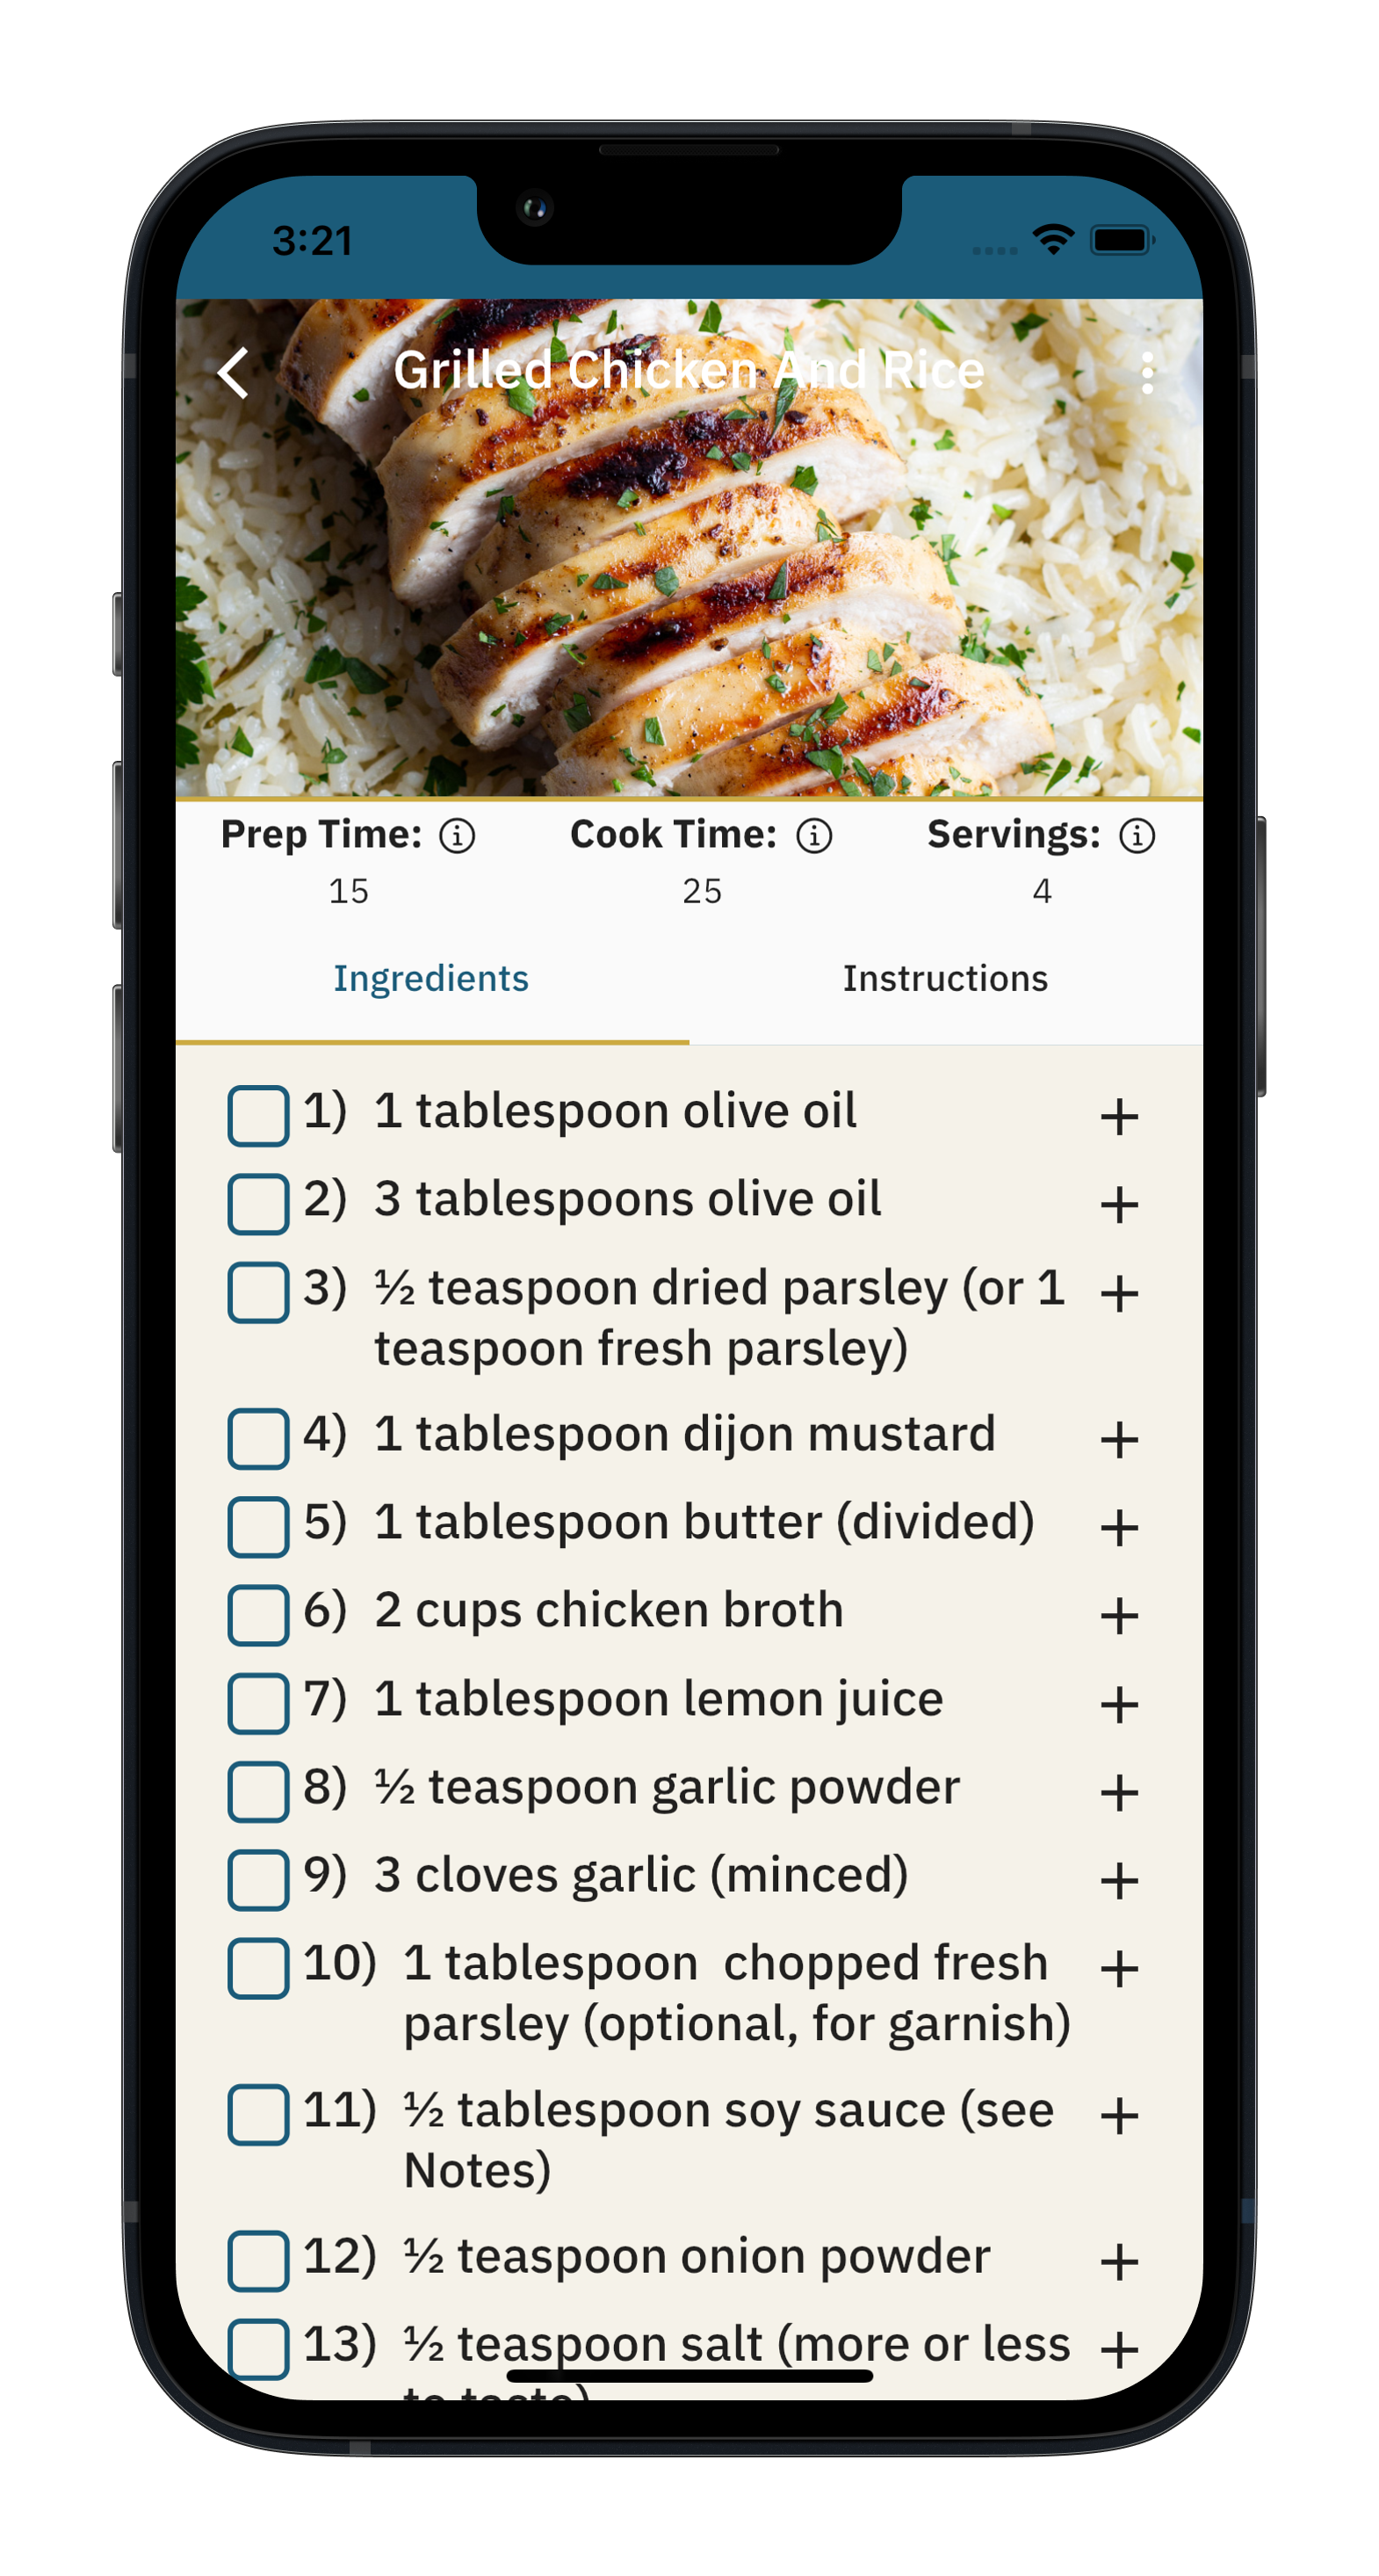 3:21
Grilled Chicken And Rice
Prep Time:
Cook Time:
Servings:
15
25
4
Ingredients
Instructions
1) 1 tablespoon olive oil
2) 3 tablespoons olive oil
3) ½ teaspoon dried parsley (or 1
teaspoon fresh parsley)
4) 1 tablespoon dijon mustard
5) 1 tablespoon butter (divided)
6) 2 cups chicken broth
7) 1 tablespoon lemon juice
8) ½ teaspoon garlic powder
9) 3 cloves garlic (minced)
10) 1 tablespoon  chopped fresh
parsley (optional, for garnish)
11) ½ tablespoon soy sauce (see
Notes)
12) ½ teaspoon onion powder
13) ½ teaspoon salt (more or less
to taste)